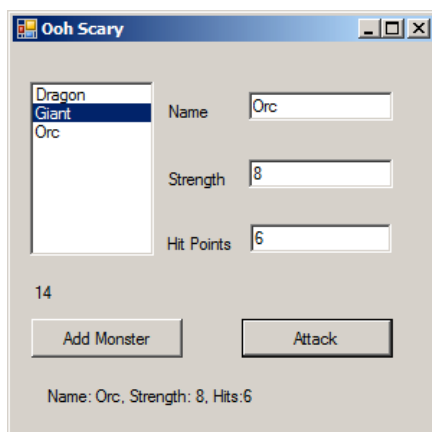 Ooh Scary
Dragon
Giant
Orc
Name
Orc
Strength
8
Hit Points
6
14
Add Monster
Attack
Name: Orc, Strength: 8, Hits:6